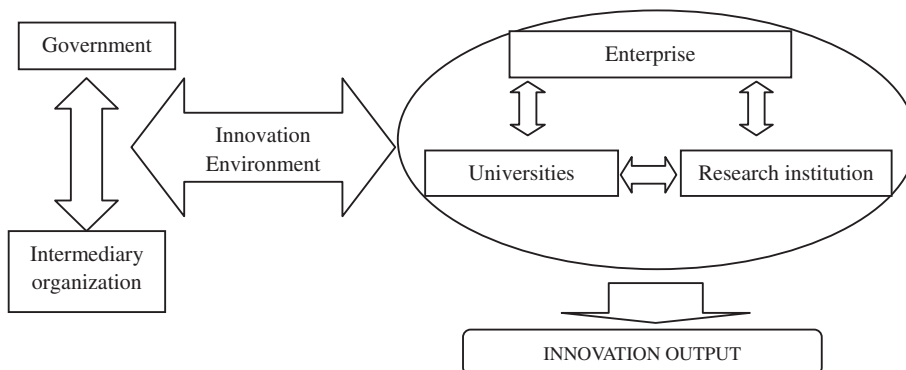 Government
Enterprise
Innovation
Environment
Universities
Research institution
Intermediary
organization
INNOVATION OUTPUT